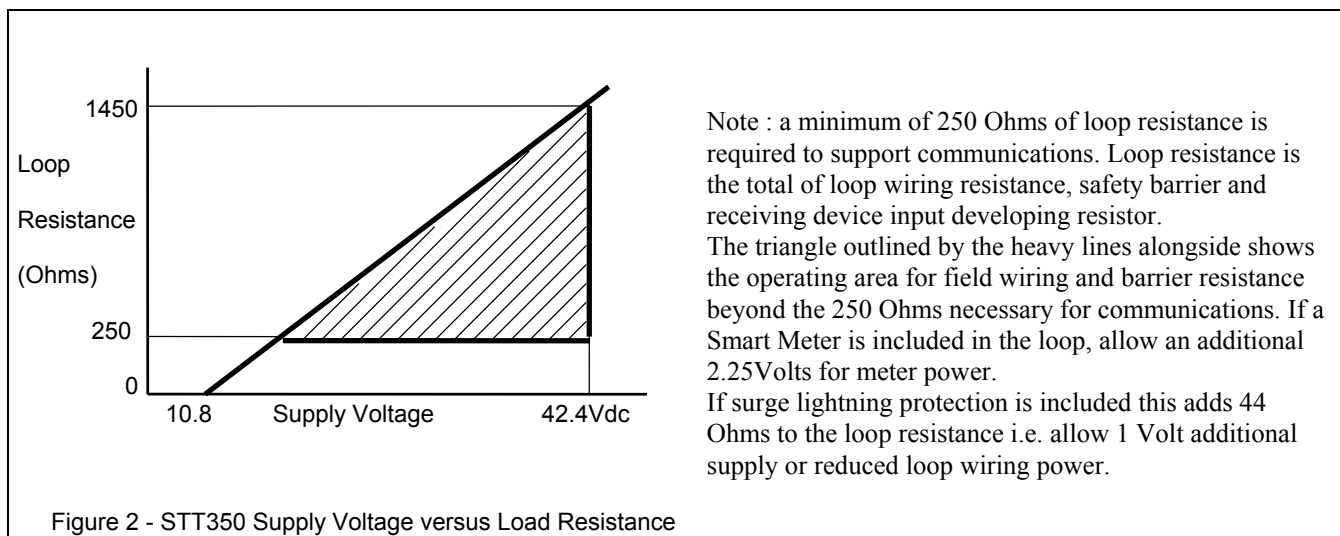 1450
Loop
Resistance
(Ohms)
250
0
10.8 Supply Voltage 42.4Vdc
Note : a minimum of 250 Ohms of loop resistance is
required to support communications. Loop resistance is
the total of loop wiring resistance, safety barrier and
receiving device input developing resistor.
The triangle outlined by the heavy lines alongside shows
the operating area for field wiring and barrier resistance
beyond the 250 Ohms necessary for communications. If a
Smart Meter is included in the loop, allow an additional
2.25Volts for meter power.
If surge lightning protection is included this adds 44
Ohms to the loop resistance i.e. allow 1 Volt additional
supply or reduced loop wiring power.
Figure 2 - STT350 Supply Voltage versus Load Resistance